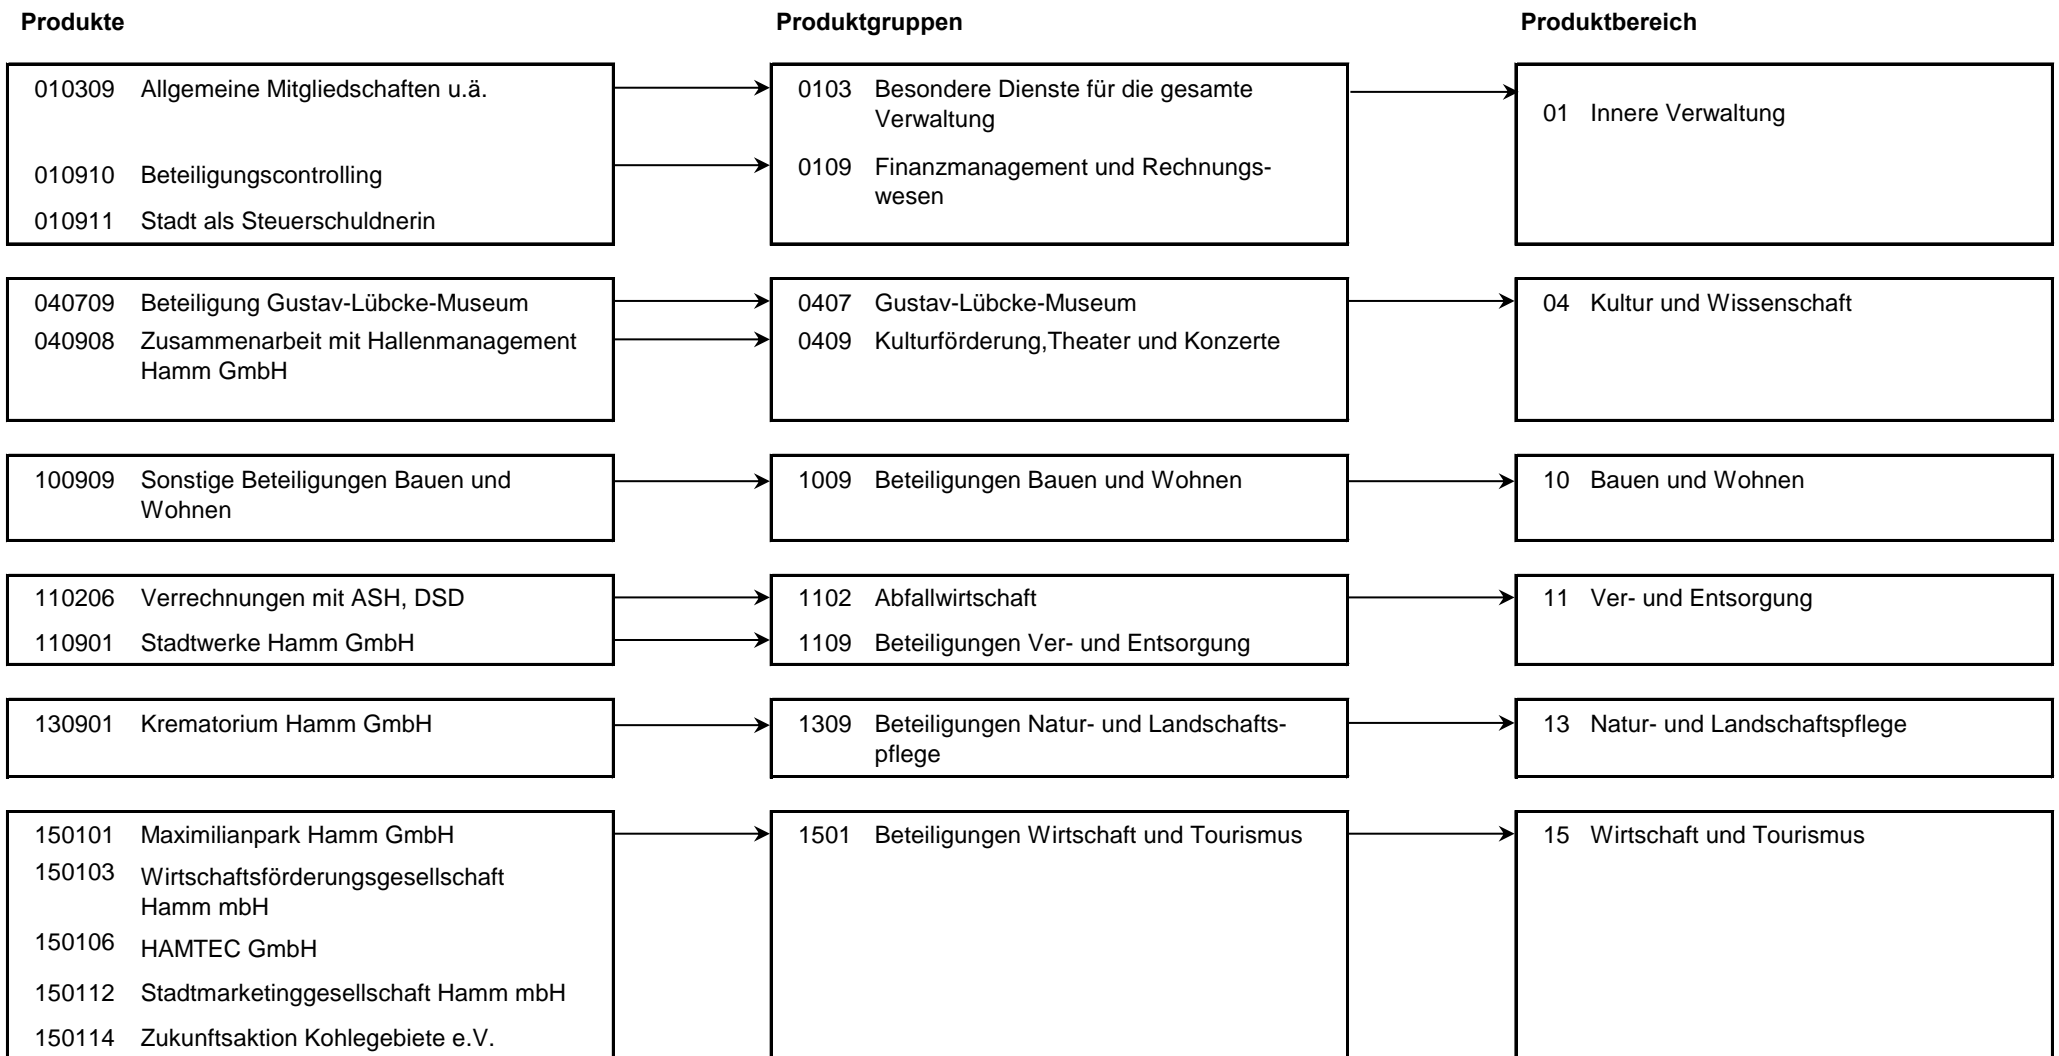 Produkte
Produktgruppen
Produktbereich
010309 Allgemeine Mitgliedschaften u.ä.
0103 Besondere Dienste für die gesamte
Verwaltung
01 Innere Verwaltung
010910 Beteiligungscontrolling
0109 Finanzmanagement und Rechnungs-
wesen
010911 Stadt als Steuerschuldnerin
040709 Beteiligung Gustav-Lübcke-Museum
0407 Gustav-Lübcke-Museum
04 Kultur und Wissenschaft
040908 Zusammenarbeit mit Hallenmanagement
Hamm GmbH
0409 Kulturförderung,Theater und Konzerte
100909 Sonstige Beteiligungen Bauen und
Wohnen
1009 Beteiligungen Bauen und Wohnen
10 Bauen und Wohnen
110206 Verrechnungen mit ASH, DSD
1102 Abfallwirtschaft
11 Ver- und Entsorgung
110901 Stadtwerke Hamm GmbH
1109 Beteiligungen Ver- und Entsorgung
130901 Krematorium Hamm GmbH
1309 Beteiligungen Natur- und Landschafts-
pflege
13 Natur- und Landschaftspflege
150101 Maximilianpark Hamm GmbH
1501 Beteiligungen Wirtschaft und Tourismus
15 Wirtschaft und Tourismus
150103 Wirtschaftsförderungsgesellschaft
Hamm mbH
150106 HAMTEC GmbH
150112 Stadtmarketinggesellschaft Hamm mbH
150114 Zukunftsaktion Kohlegebiete e.V.